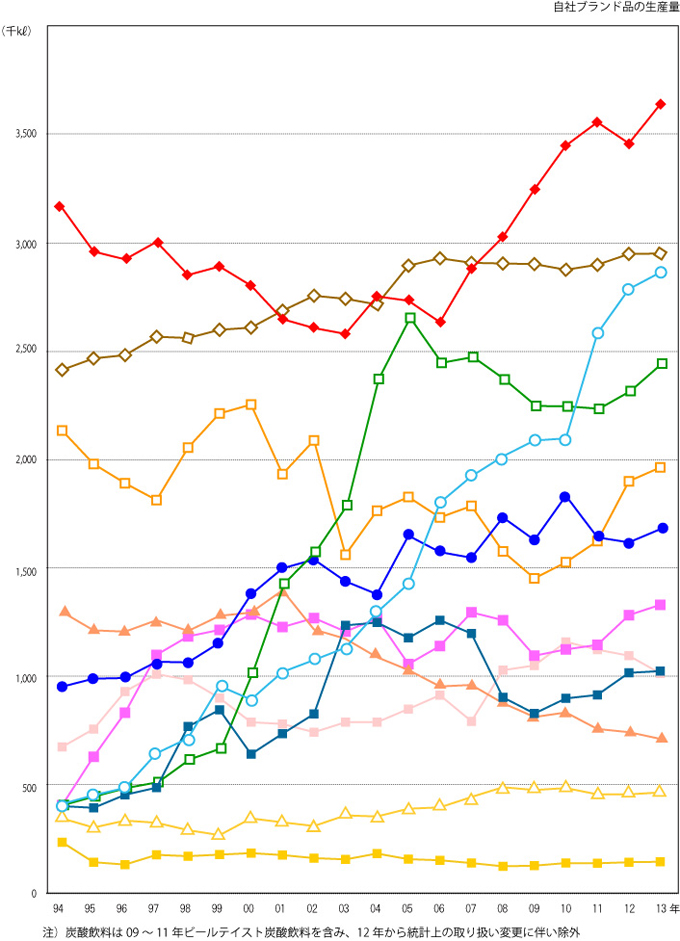 自社ブランド品の生産量
（千kℓ）
3,500
3,000
2,500
2,000
1,500
1,000
500
0
94 95 96 97 98 99 00 01 02 03 04 05 06 07 08 09 10 11 12 13 年
注）炭酸飲料は 09 〜 11 年ビールテイスト炭酸飲料を含み、12 年から統計上の取り扱い変更に伴い除外